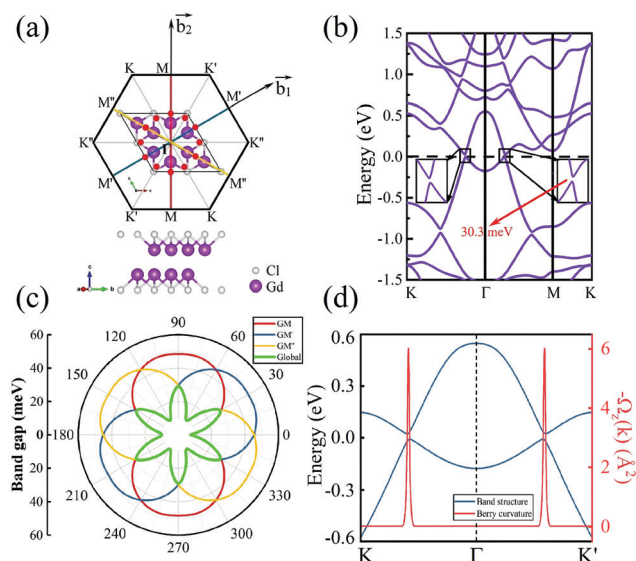 (a)
b₂
K M K'
M'' M'
b₁
K'' Γ K''
M' M''
K' M K
c
a b
Cl
Gd
(b)
Energy (eV)
1.5
1.0
0.5
0.0
-0.5
-1.0
-1.5
30.3 meV
K Γ M K
(c)
Band gap (meV)
60
40
20
0
20
40
60
90
120 60
150 30
180 0
210 330
240 300
270
GM
GM'
GM''
Global
(d)
Energy (eV)
0.6
0.3
0.0
-0.3
-0.6
K Γ K'
Band structure
Berry curvature
6
4
2
0
-Ω_z(k) (Å²)